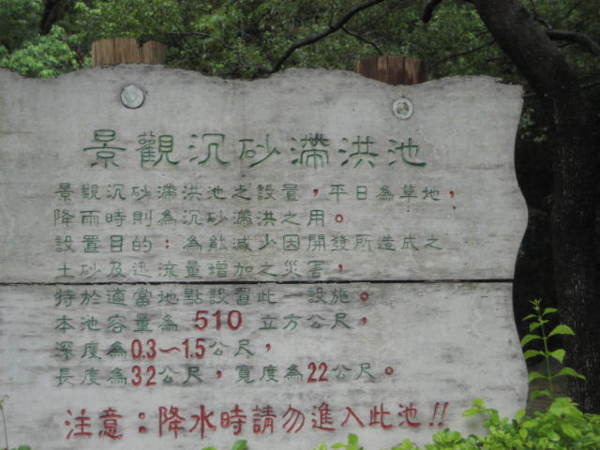 景觀沉砂滯洪池
景觀沉砂滯洪池之設置，平日為草地，
降雨時則為沉砂滯洪之用。
設置目的：為能減少因開發所造成之
土砂及逕流量增加之災害，
特於適當地點設置此一設施。
本池容量為 510 立方公尺，
深度為0.3～1.5公尺，
長度為32公尺，寬度為22公尺。
注意：降水時請勿進入此池!!